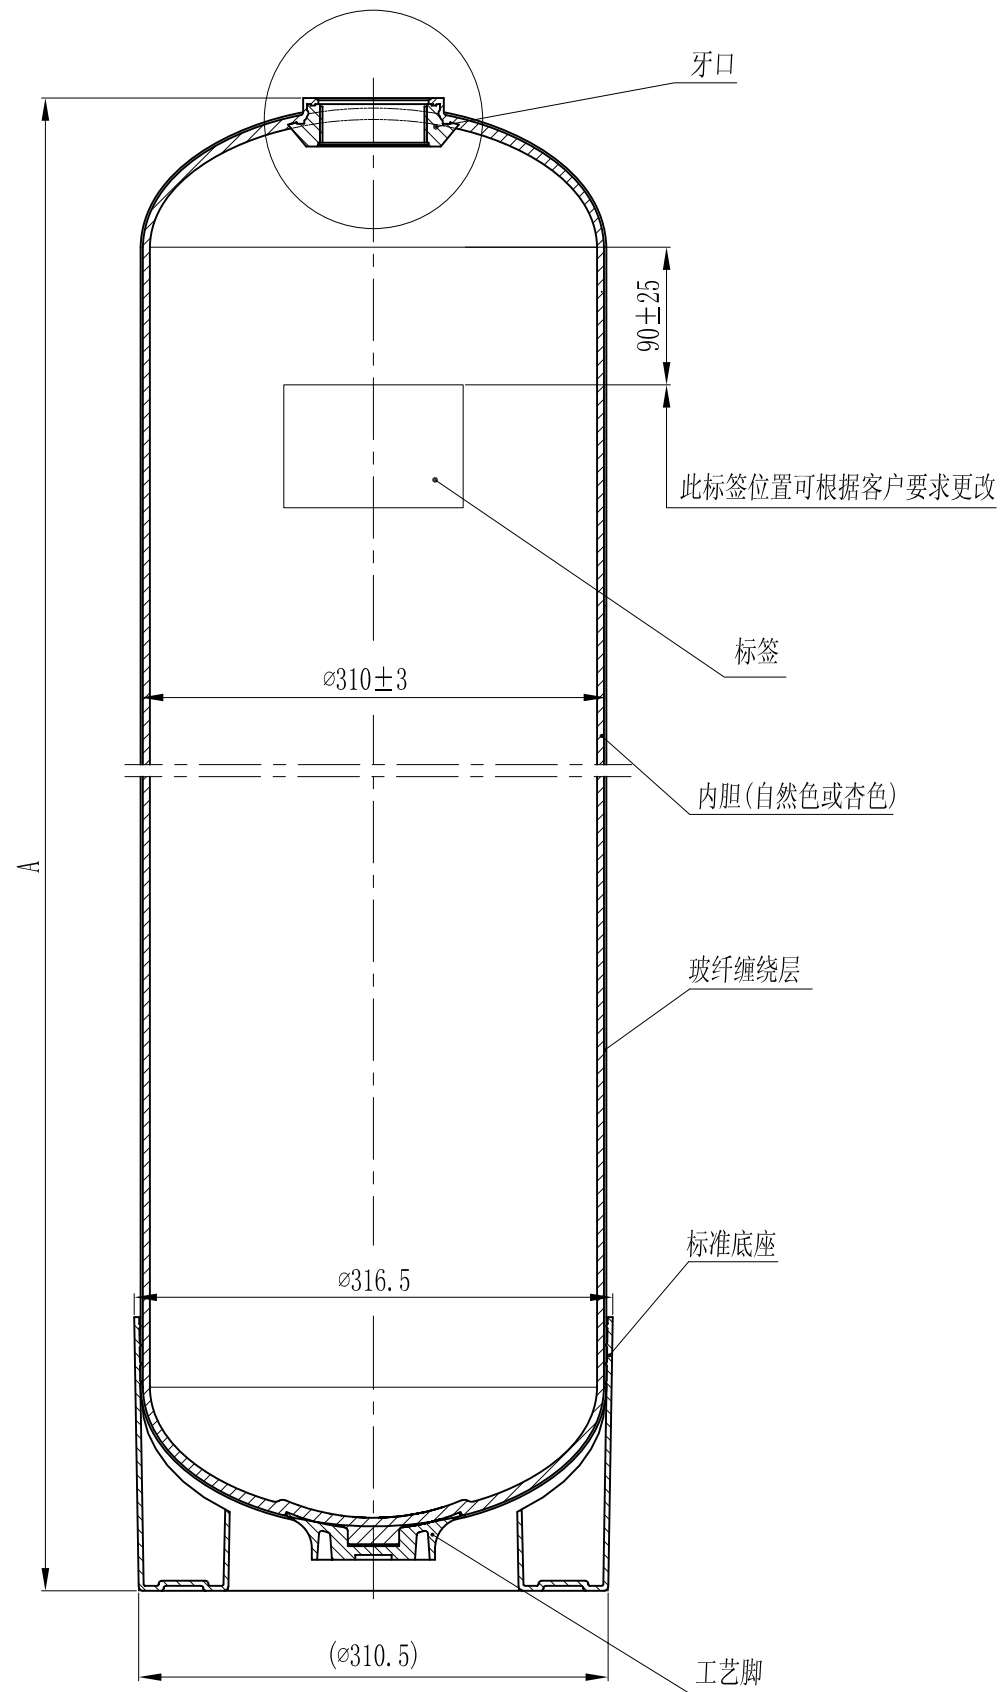 牙口
90±25
此标签位置可根据客户要求更改
标签
⌀310±3
内胆(自然色或杏色)
A
玻纤缠绕层
标准底座
⌀316.5
(⌀310.5)
工艺脚